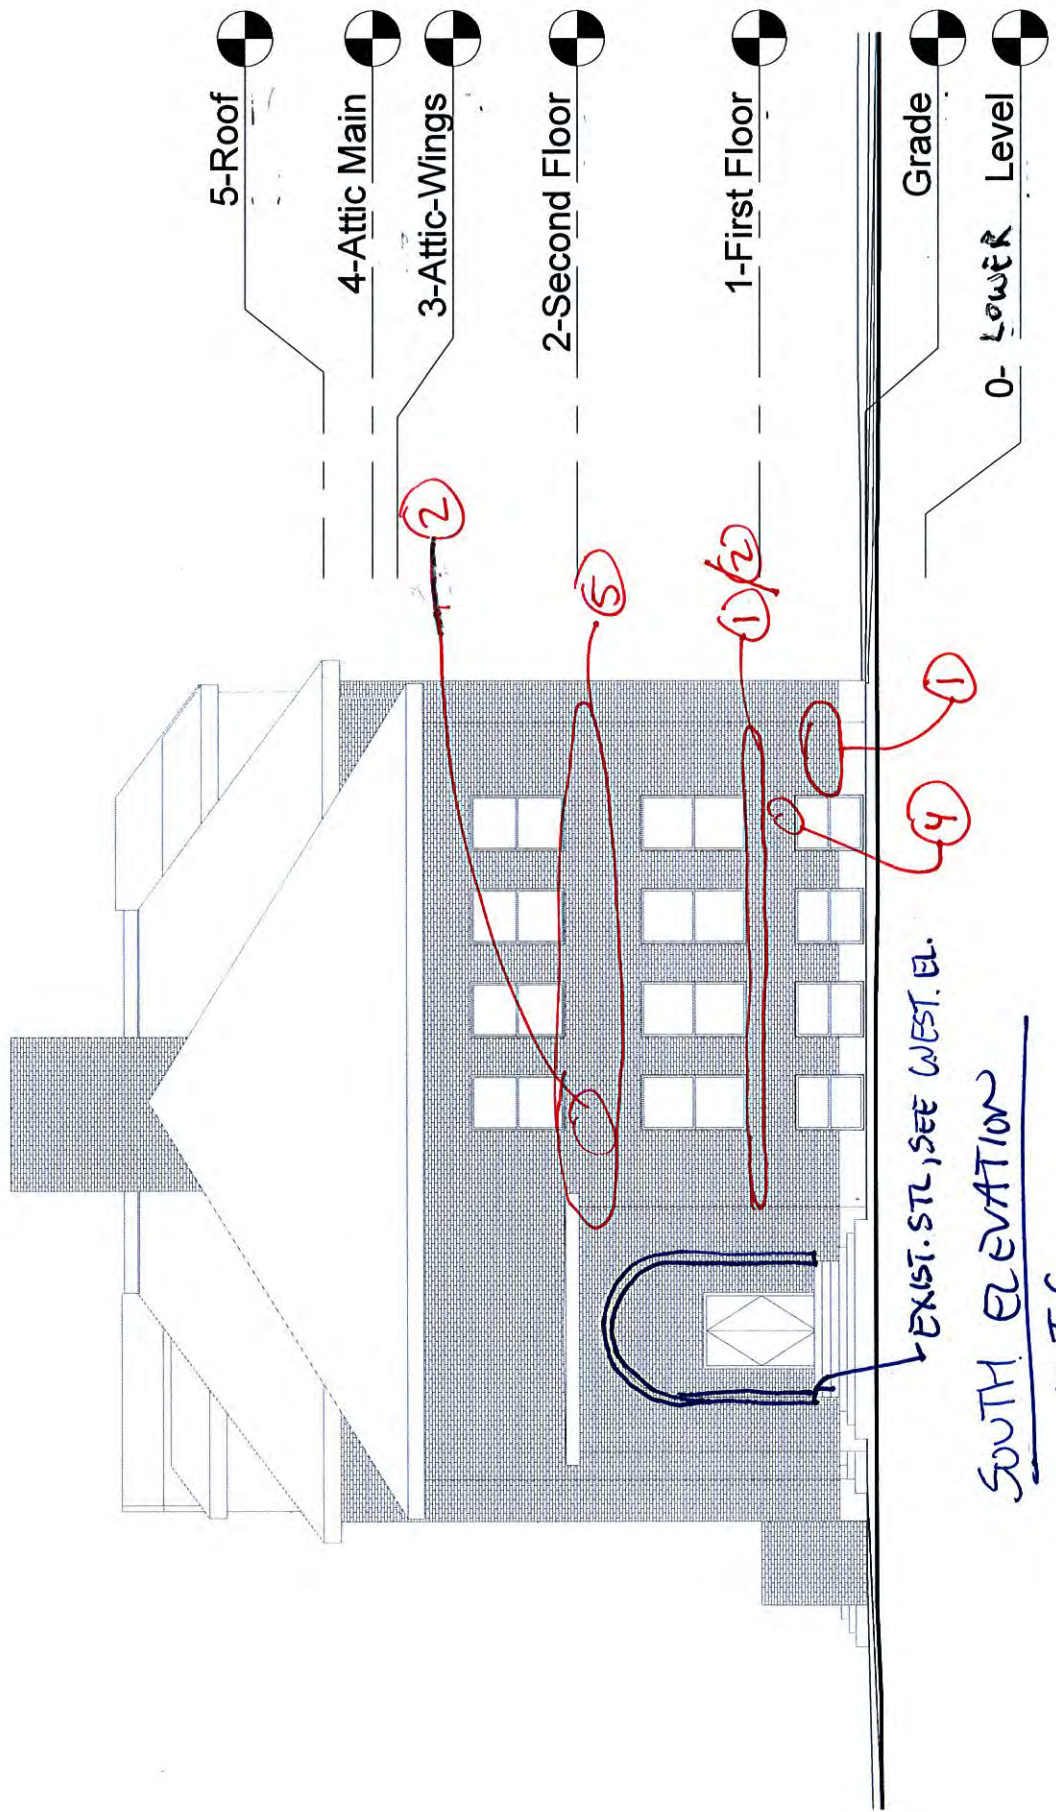 5-Roof
4-Attic Main
3-Attic-Wings
2-Second Floor
1-First Floor
Grade
0- LOWER Level
2
5
1/2
1
4
EXIST. STL, SEE WEST. EL.
SOUTH ELEVATION